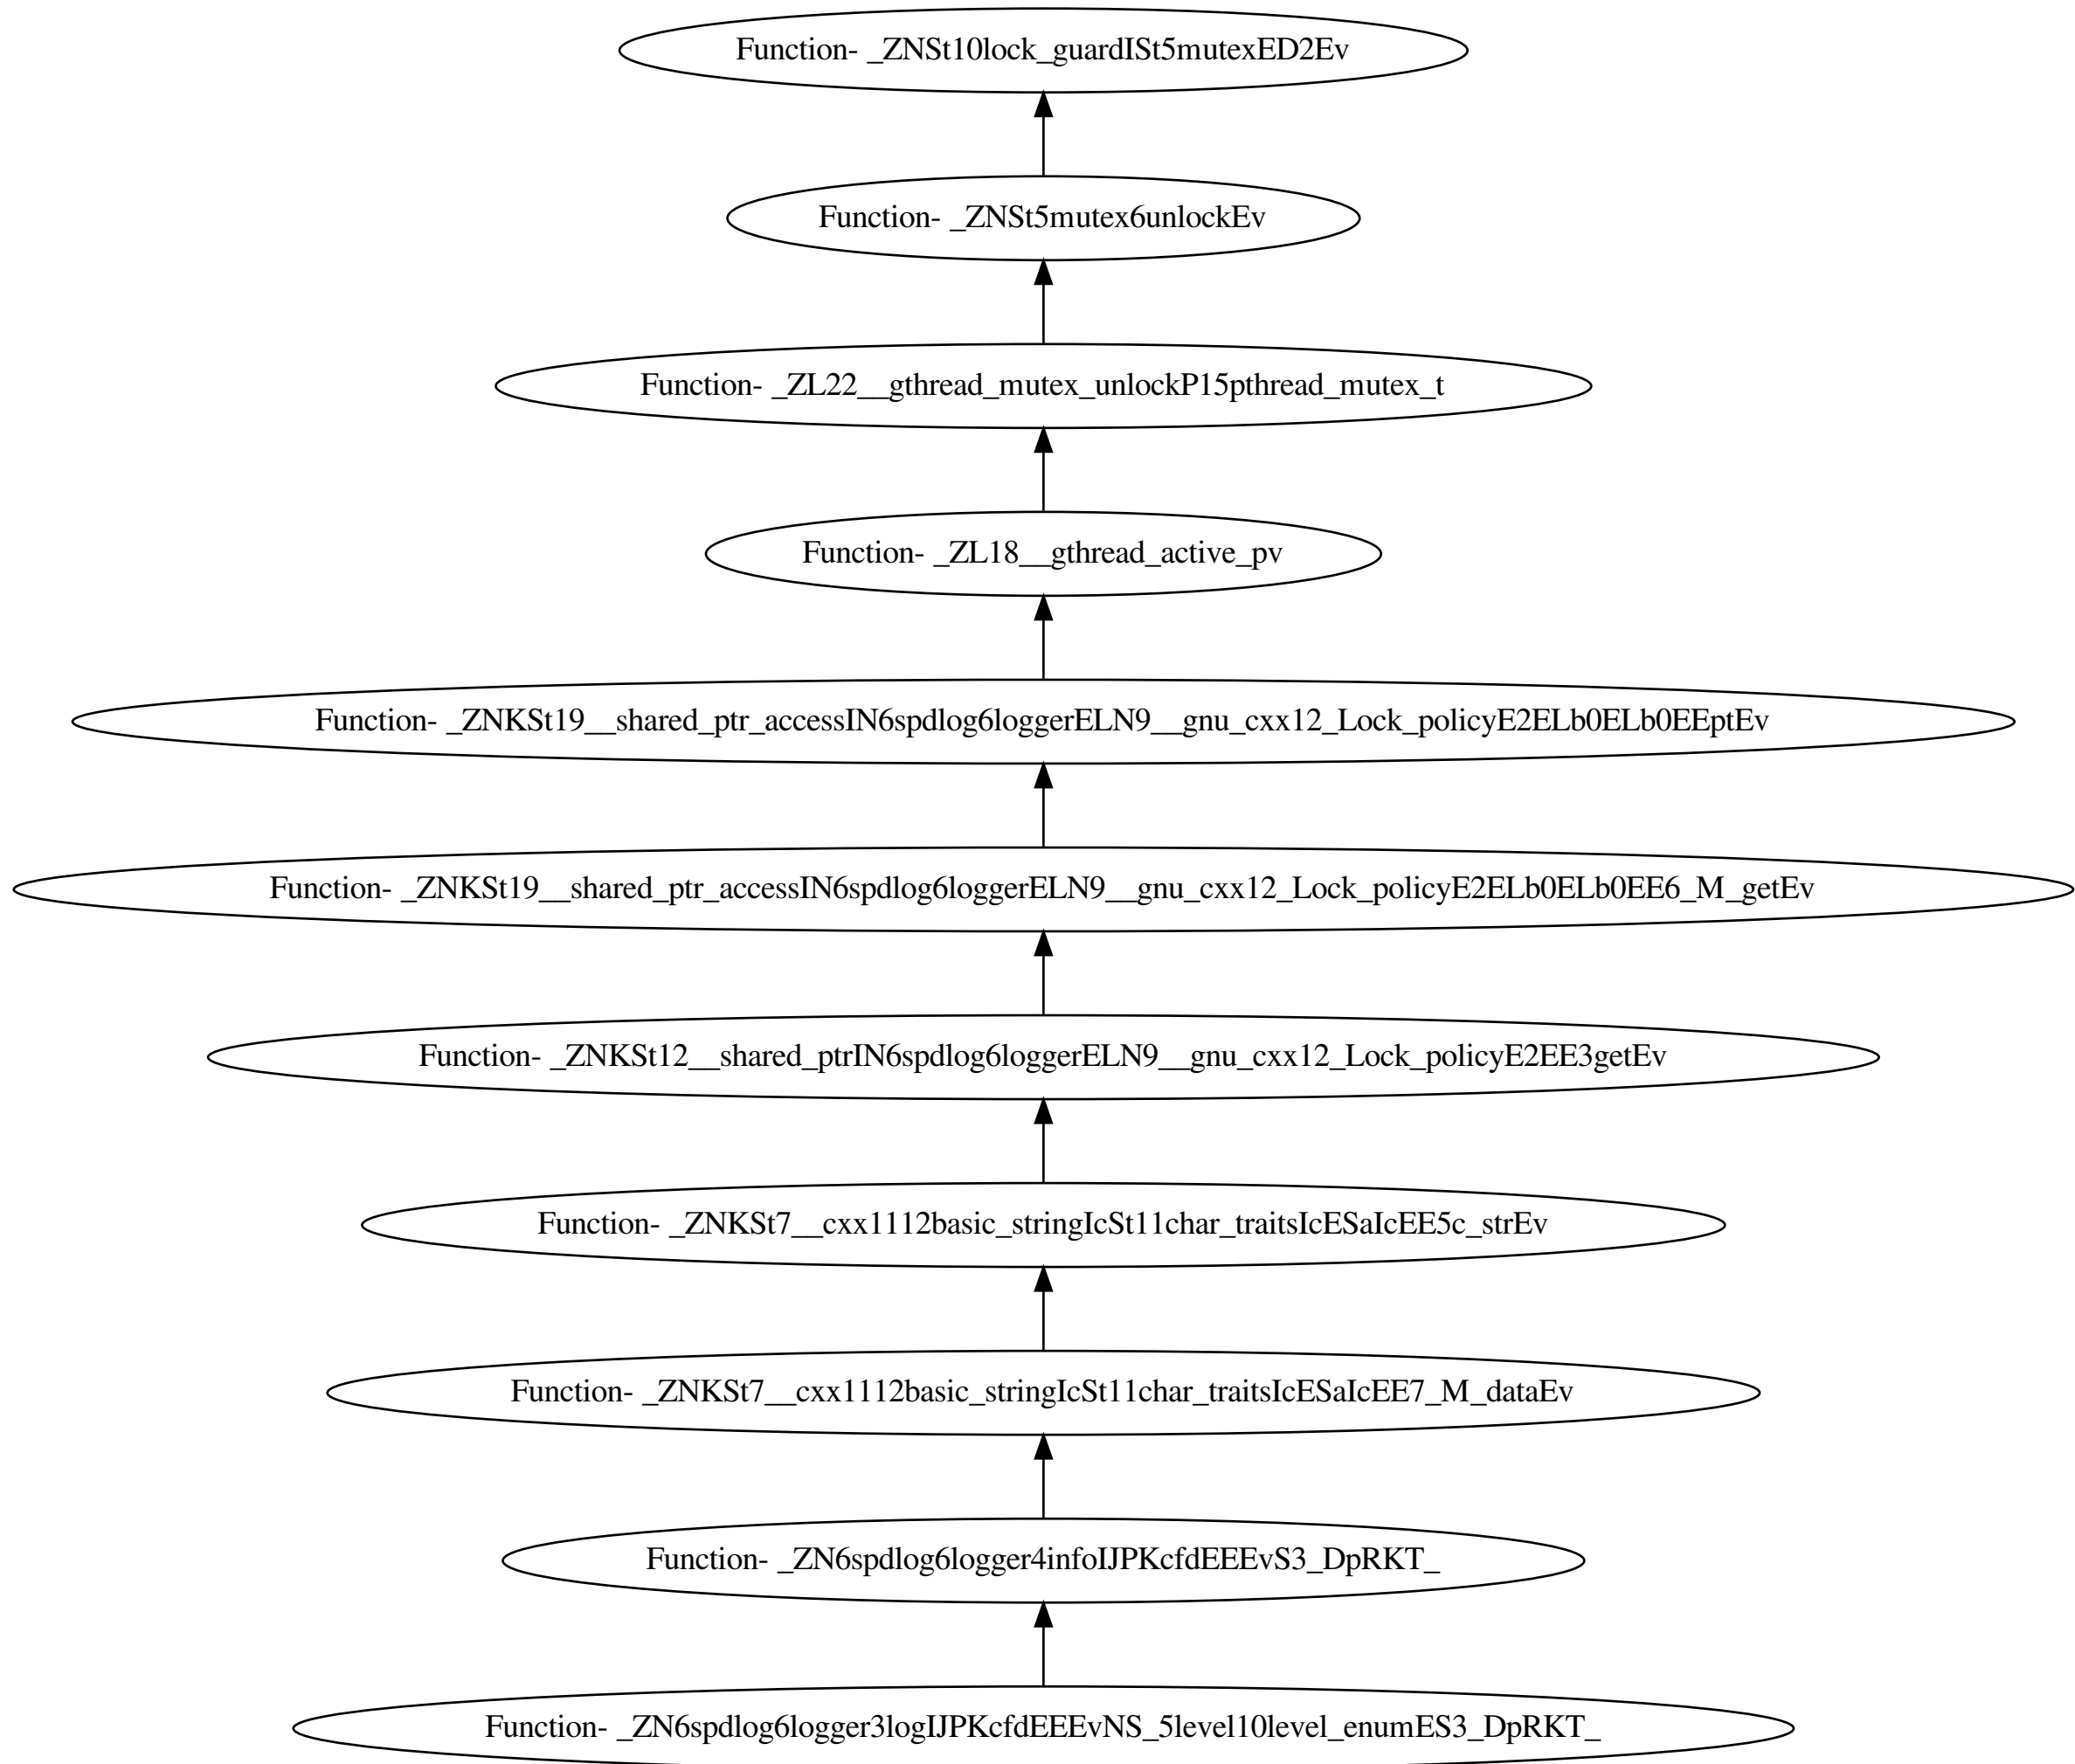 Function- _ZNSt10lock_guardISt5mutexED2Ev
Function- _ZNSt5mutex6unlockEv
Function- _ZL22__gthread_mutex_unlockP15pthread_mutex_t
Function- _ZL18__gthread_active_pv
Function- _ZNKSt19__shared_ptr_accessIN6spdlog6loggerELN9__gnu_cxx12_Lock_policyE2ELb0ELb0EEptEv
Function- _ZNKSt19__shared_ptr_accessIN6spdlog6loggerELN9__gnu_cxx12_Lock_policyE2ELb0ELb0EE6_M_getEv
Function- _ZNKSt12__shared_ptrIN6spdlog6loggerELN9__gnu_cxx12_Lock_policyE2EE3getEv
Function- _ZNKSt7__cxx1112basic_stringIcSt11char_traitsIcESaIcEE5c_strEv
Function- _ZNKSt7__cxx1112basic_stringIcSt11char_traitsIcESaIcEE7_M_dataEv
Function- _ZN6spdlog6logger4infoIJPKcfdEEEvS3_DpRKT_
Function- _ZN6spdlog6logger3logIJPKcfdEEEvNS_5level10level_enumES3_DpRKT_